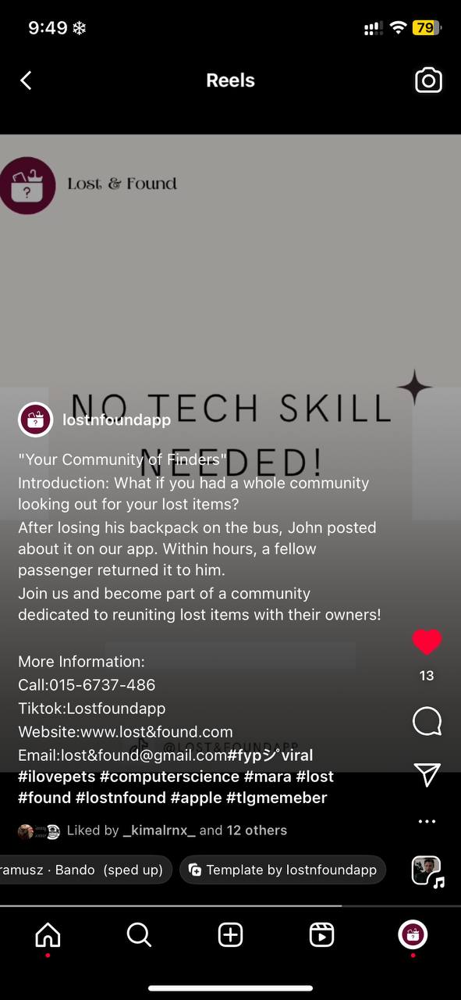 9:49
79
Reels
Lost & Found
NO TECH SKILL
lostnfoundapp
NEEDED!
"Your Community of Finders"
Introduction: What if you had a whole community
looking out for your lost items?
After losing his backpack on the bus, John posted
about it on our app. Within hours, a fellow
passenger returned it to him.
Join us and become part of a community
dedicated to reuniting lost items with their owners!
More Information:
Call:015-6737-486
13
Tiktok:Lostfoundapp
Website:www.lost&found.com
@LOST&FOUNDAPP
Email:lost&found@gmail.com#fypシ゚viral
#ilovepets #computerscience #mara #lost
#found #lostnfound #apple #tlgmemeber
Liked by _kimalrnx_ and 12 others
ramusz · Bando (sped up)
Template by lostnfoundapp